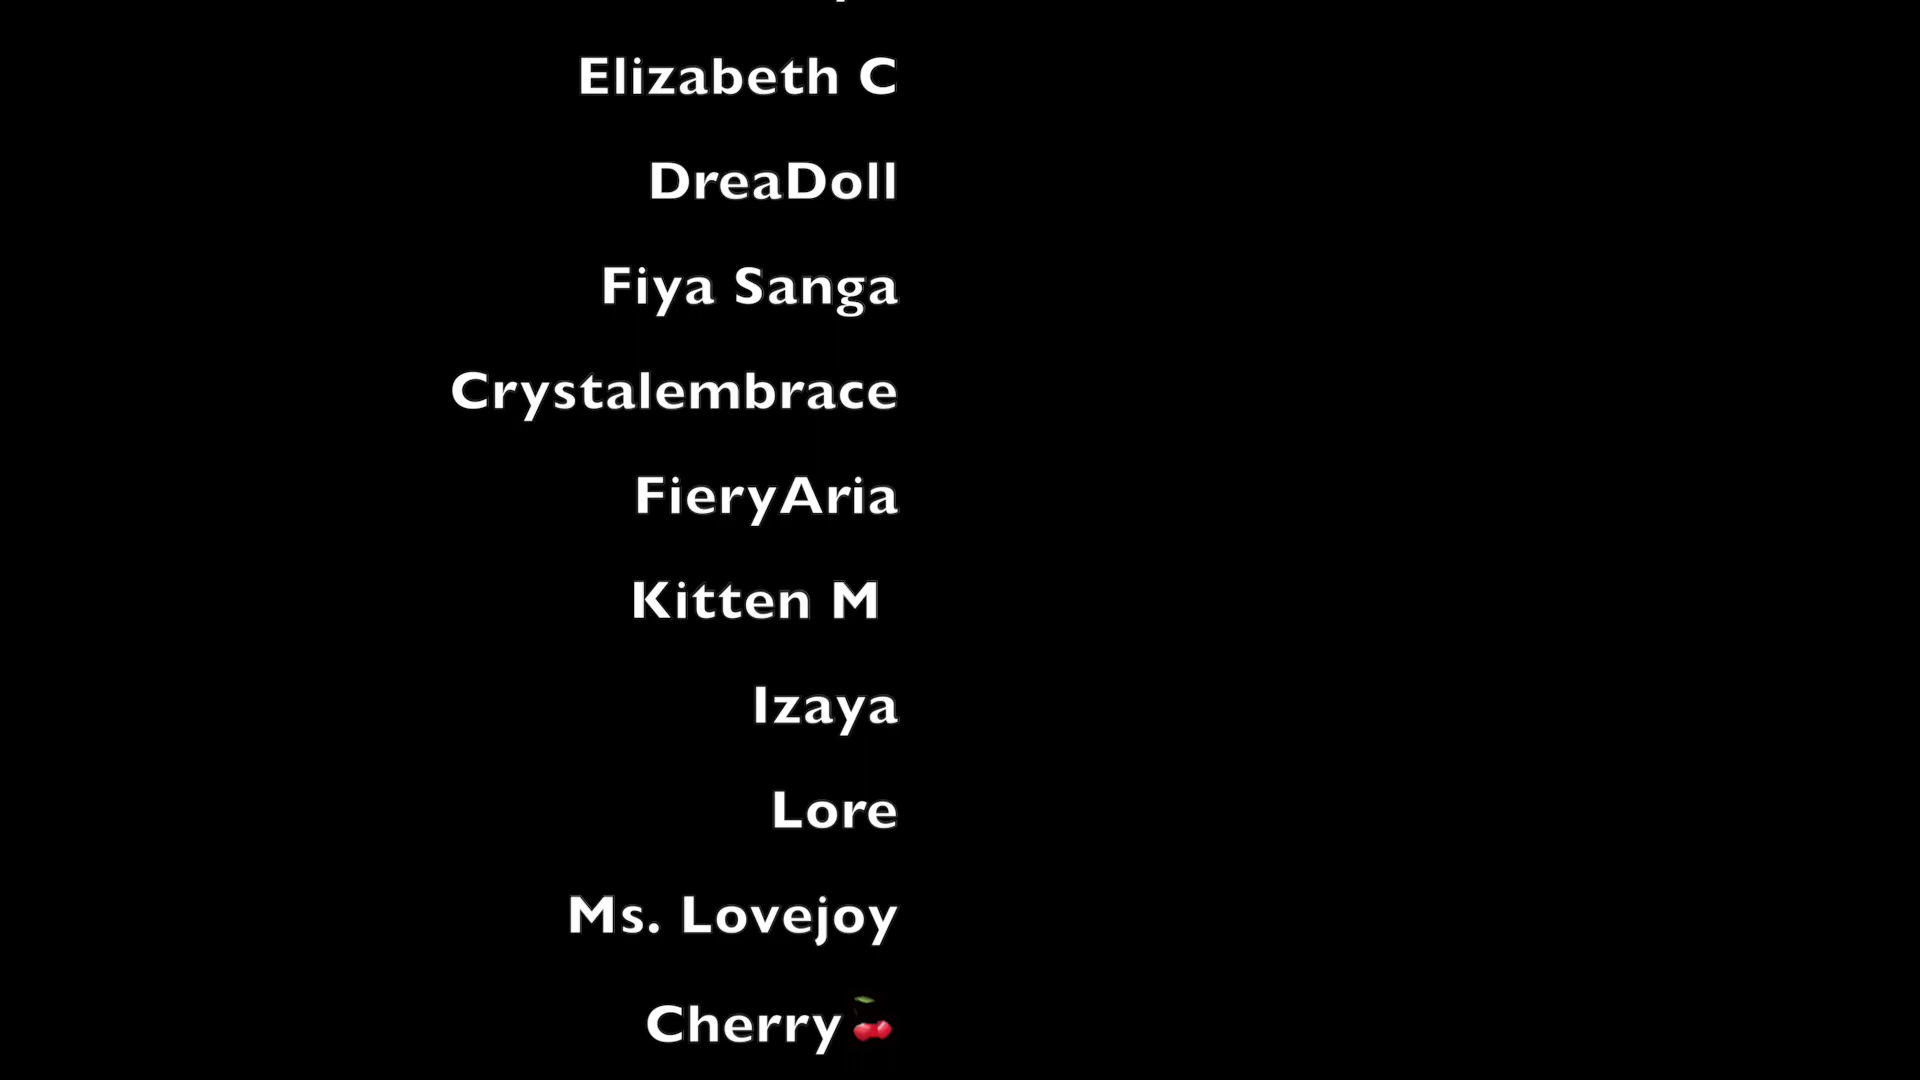 Elizabeth C
DreaDoll
Fiya Sanga
Crystalembrace
FieryAria
Kitten M
Izaya
Lore
Ms. Lovejoy
Cherry🍒